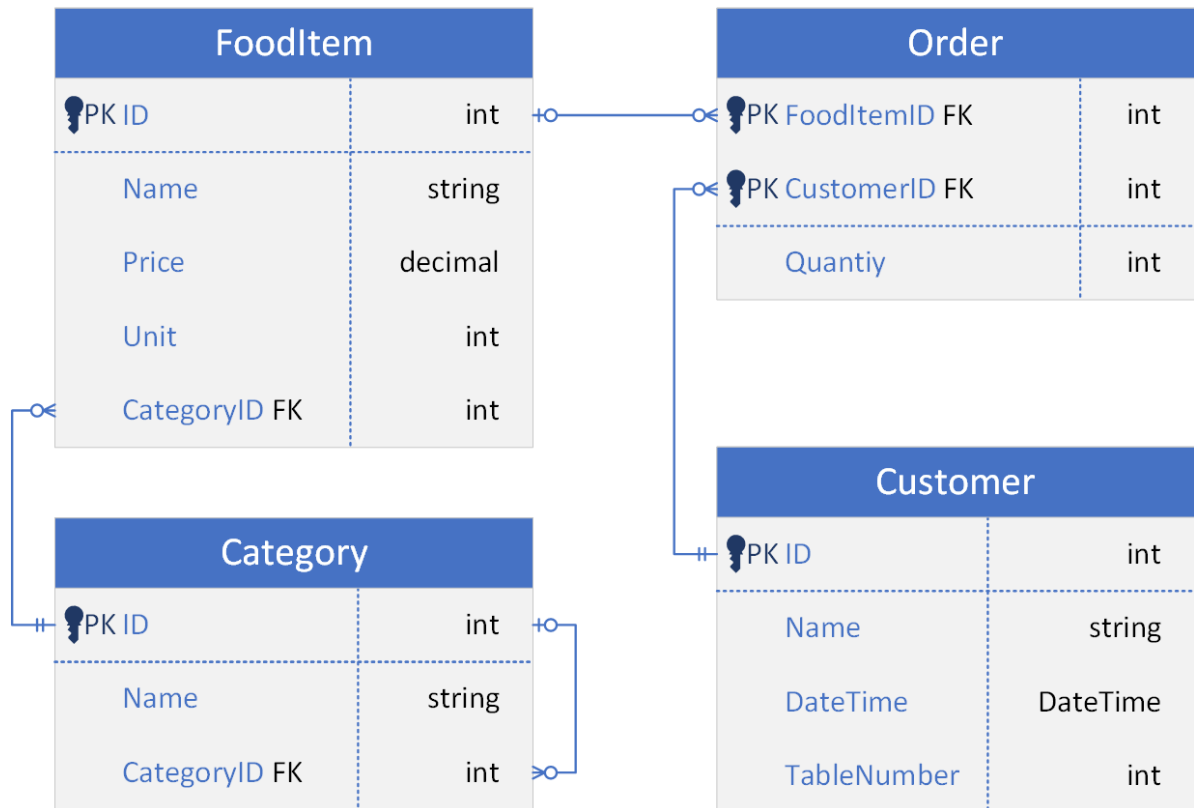 FoodItem
PK ID int
Name string
Price decimal
Unit int
CategoryID FK int
Order
PK FoodItemID FK int
PK CustomerID FK int
Quantiy int
Category
PK ID int
Name string
CategoryID FK int
Customer
PK ID int
Name string
DateTime DateTime
TableNumber int